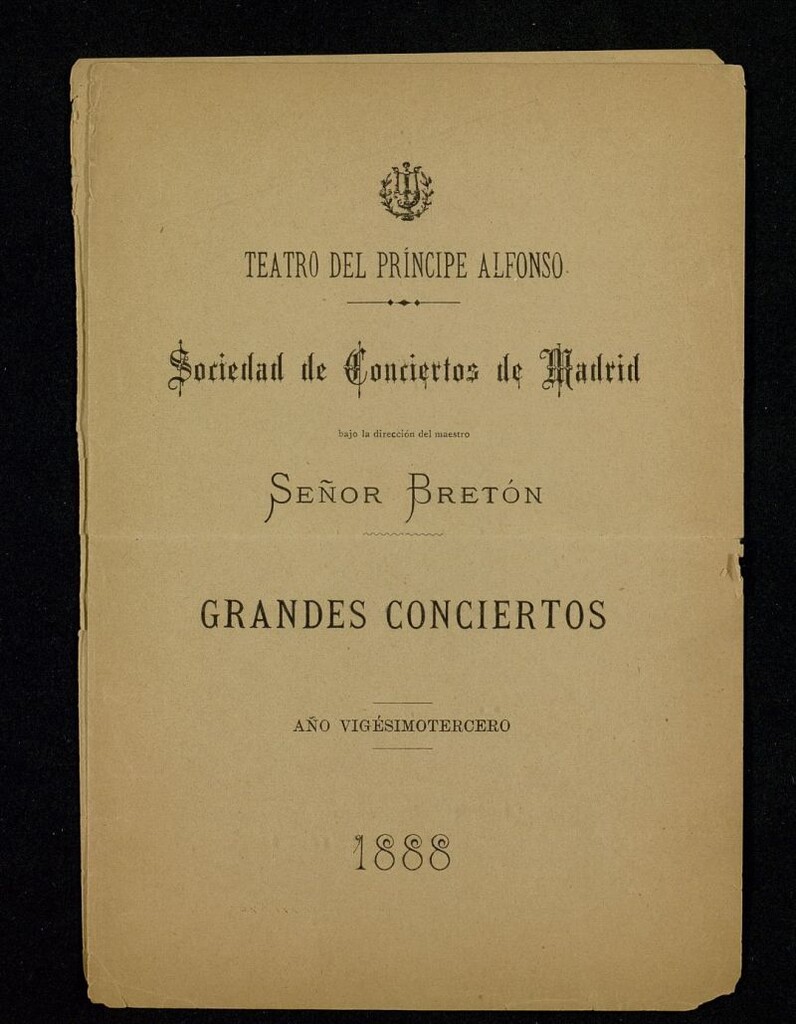 TEATRO DEL PRÍNCIPE ALFONSO
Sociedad de Conciertos de Madrid
bajo la dirección del maestro
SEÑOR BRETÓN
GRANDES CONCIERTOS
AÑO VIGÉSIMOTERCERO
1888